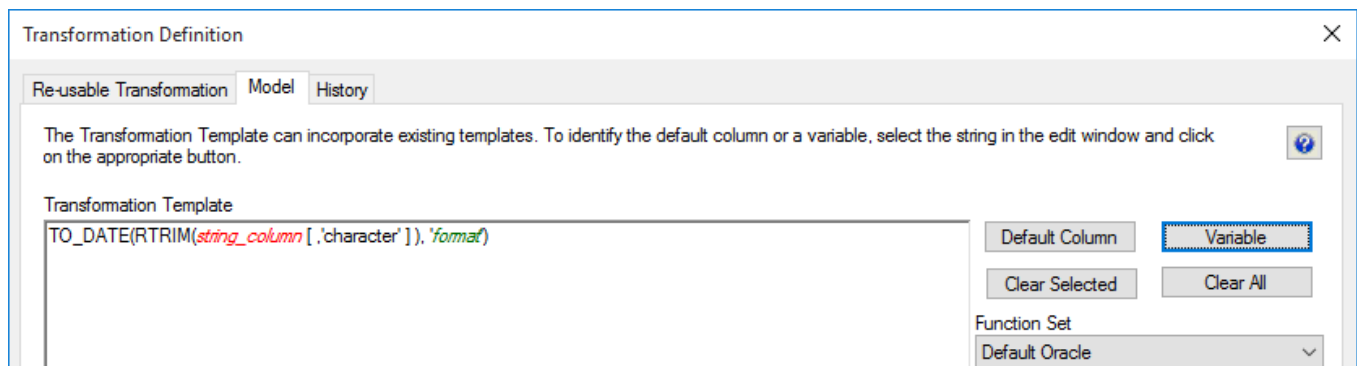 Transformation Definition
Re-usable Transformation Model History
The Transformation Template can incorporate existing templates. To identify the default column or a variable, select the string in the edit window and click
on the appropriate button.
Transformation Template
TO_DATE(RTRIM(string_column [ ,'character' ] ), 'format')
Default Column Variable
Clear Selected Clear All
Function Set
Default Oracle